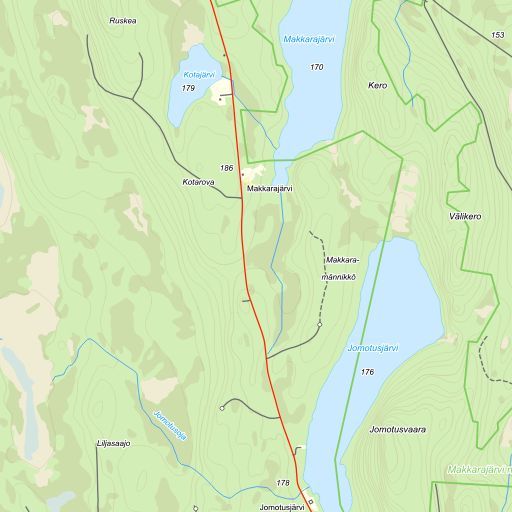 Ruskea
153
Makkarajärvi
170
Kotajärvi
179
Kero
186
Kotarova
Makkarajärvi
Välikero
Makkara-
männikkö
Jomotusjärvi
176
Jomotusoja
Jomotusvaara
Liljasaajo
Makkarajärvi
178
Jomotusjärvi